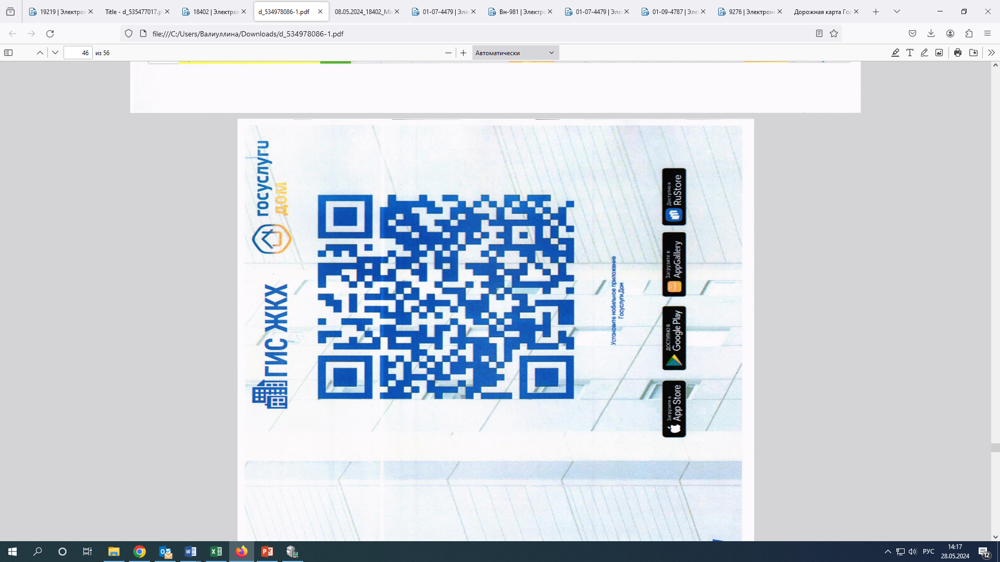 19219 | Электрон
Title - d_535477017.p
18402 | Электрон
d_534978086-1.pdf
08.05.2024_18402_Mi
01-07-4479 | Эле
Вн-981 | Электро
01-07-4479 | Эле
01-09-4787 | Эле
9276 | Электронн
Дорожная карта Гос
file:///C:/Users/Валиуллина/Downloads/d_534978086-1.pdf
46
из 56
Автоматически
ГИС ЖКХ
госуслуги
дом
Установите мобильное приложение
Госуслуги.Дом
Загрузите в
App Store
ДОСТУПНО В
Google Play
Загрузите в
AppGallery
Доступно в
RuStore
РУС
14:17
28.05.2024
12